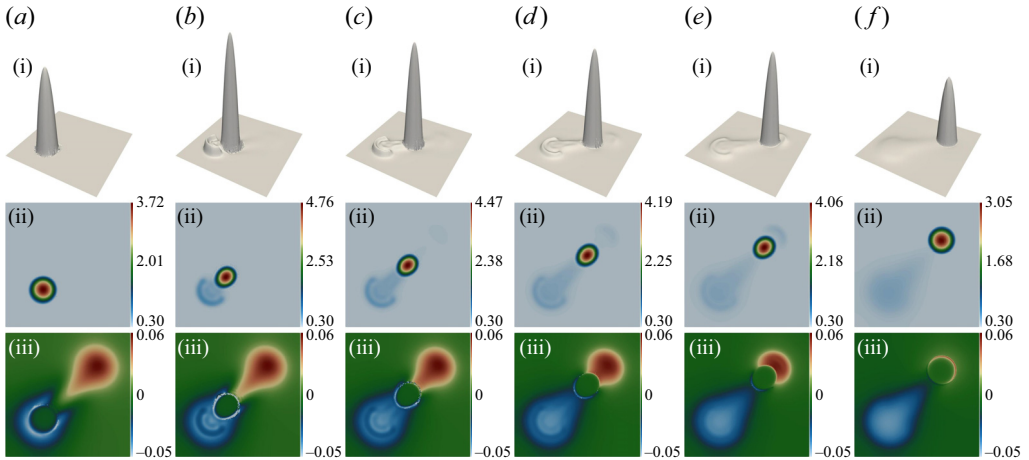 (a) (b) (c) (d) (e) (f)
(i) (i) (i) (i) (i) (i)
(ii) 3.72 (ii) 4.76 (ii) 4.47 (ii) 4.19 (ii) 4.06 (ii) 3.05
2.01 2.53 2.38 2.25 2.18 1.68
0.30 0.30 0.30 0.30 0.30 0.30
(iii) 0.06 (iii) 0.06 (iii) 0.06 (iii) 0.06 (iii) 0.06 (iii) 0.06
0 0 0 0 0 0
–0.05 –0.05 –0.05 –0.05 –0.05 –0.05